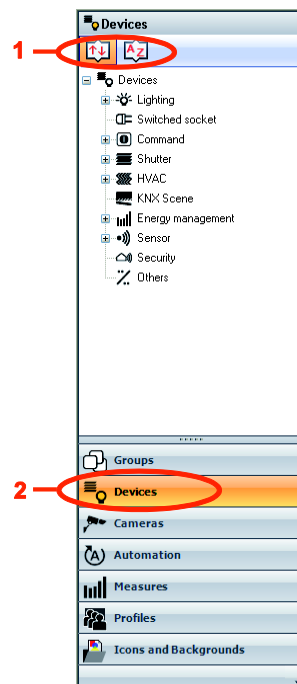 Devices
1
AZ
Devices
Lighting
Switched socket
Command
Shutter
HVAC
KNX Scene
Energy management
Sensor
Security
Others
Groups
2
Devices
Cameras
A
Automation
Measures
Profiles
Icons and Backgrounds